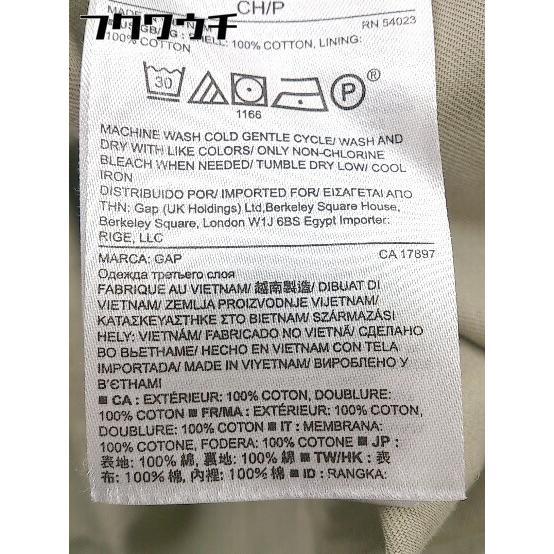 フクウチ
CH/P
RN 54023
100% COTTON, LINING:
30
®
P
1166
MACHINE WASH COLD GENTLE CYCLE/ WASH AND
DRY WITH LIKE COLORS/ ONLY NON-CHLORINE
BLEACH WHEN NEEDED/ TUMBLE DRY LOW/ COOL
IRON
DISTRIBUIDO POR/ IMPORTED FOR/ ΕΙΣΑΓΕΤΑΙ ΑΠΟ
ΤΗΝ: Gap (UK Holdings) Ltd,Berkeley Square House,
Berkeley Square, London W1J 6BS Egypt Importer:
RIGE, LLC
MARCA: GAP
CA 17897
Одежда третьего слоя
FABRIQUE AU VIETNAM/ 越南製造/ DIBUAT DI
VIETNAM/ ZEMLJA PROIZVODNJE VIJETNAM/
ΚΑΤΑΣΚΕΥΑΣΤΗΚΕ ΣΤΟ ΒΙΕΤΝΑΜ/ SZÁRMAZÁSI
HELY: VIETNÁM/ FABRICADO NO VIETNÃ/ СДЕЛАНО
ВО ВЬЕТНАМЕ/ HECHO EN VIETNAM CON TELA
IMPORTADA/ MADE IN VIYETNAM/ ВИРОБЛЕНО У
В'ЄТНАМІ
■ CA : EXTÉRIEUR: 100% COTON, DOUBLURE:
100% COTON ■ FR/MA : EXTÉRIEUR: 100% COTON,
DOUBLURE: 100% COTON ■ IT : MEMBRANA:
100% COTONE, FODERA: 100% COTONE ■ JP :
表地: 100% 綿, 裏地: 100% 綿 ■ TW/HK : 表
布: 100% 棉, 內裡: 100% 棉 ■ ID : RANGKA: